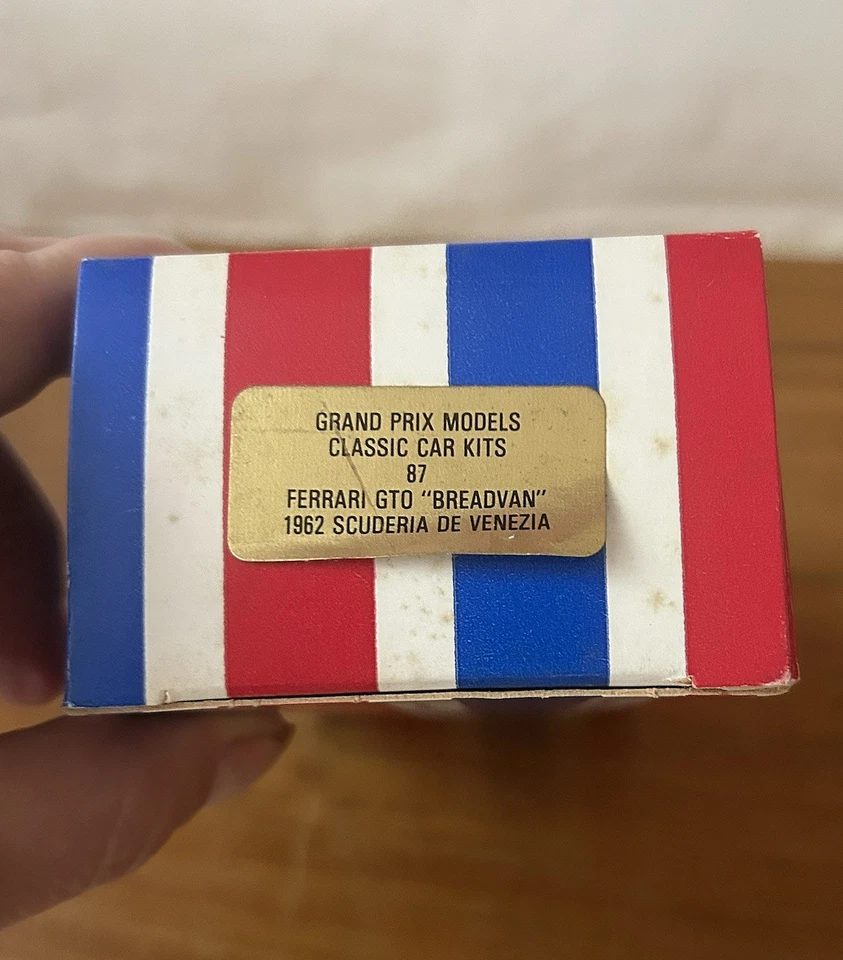 GRAND PRIX MODELS
CLASSIC CAR KITS
87
FERRARI GTO “BREADVAN”
1962 SCUDERIA DE VENEZIA